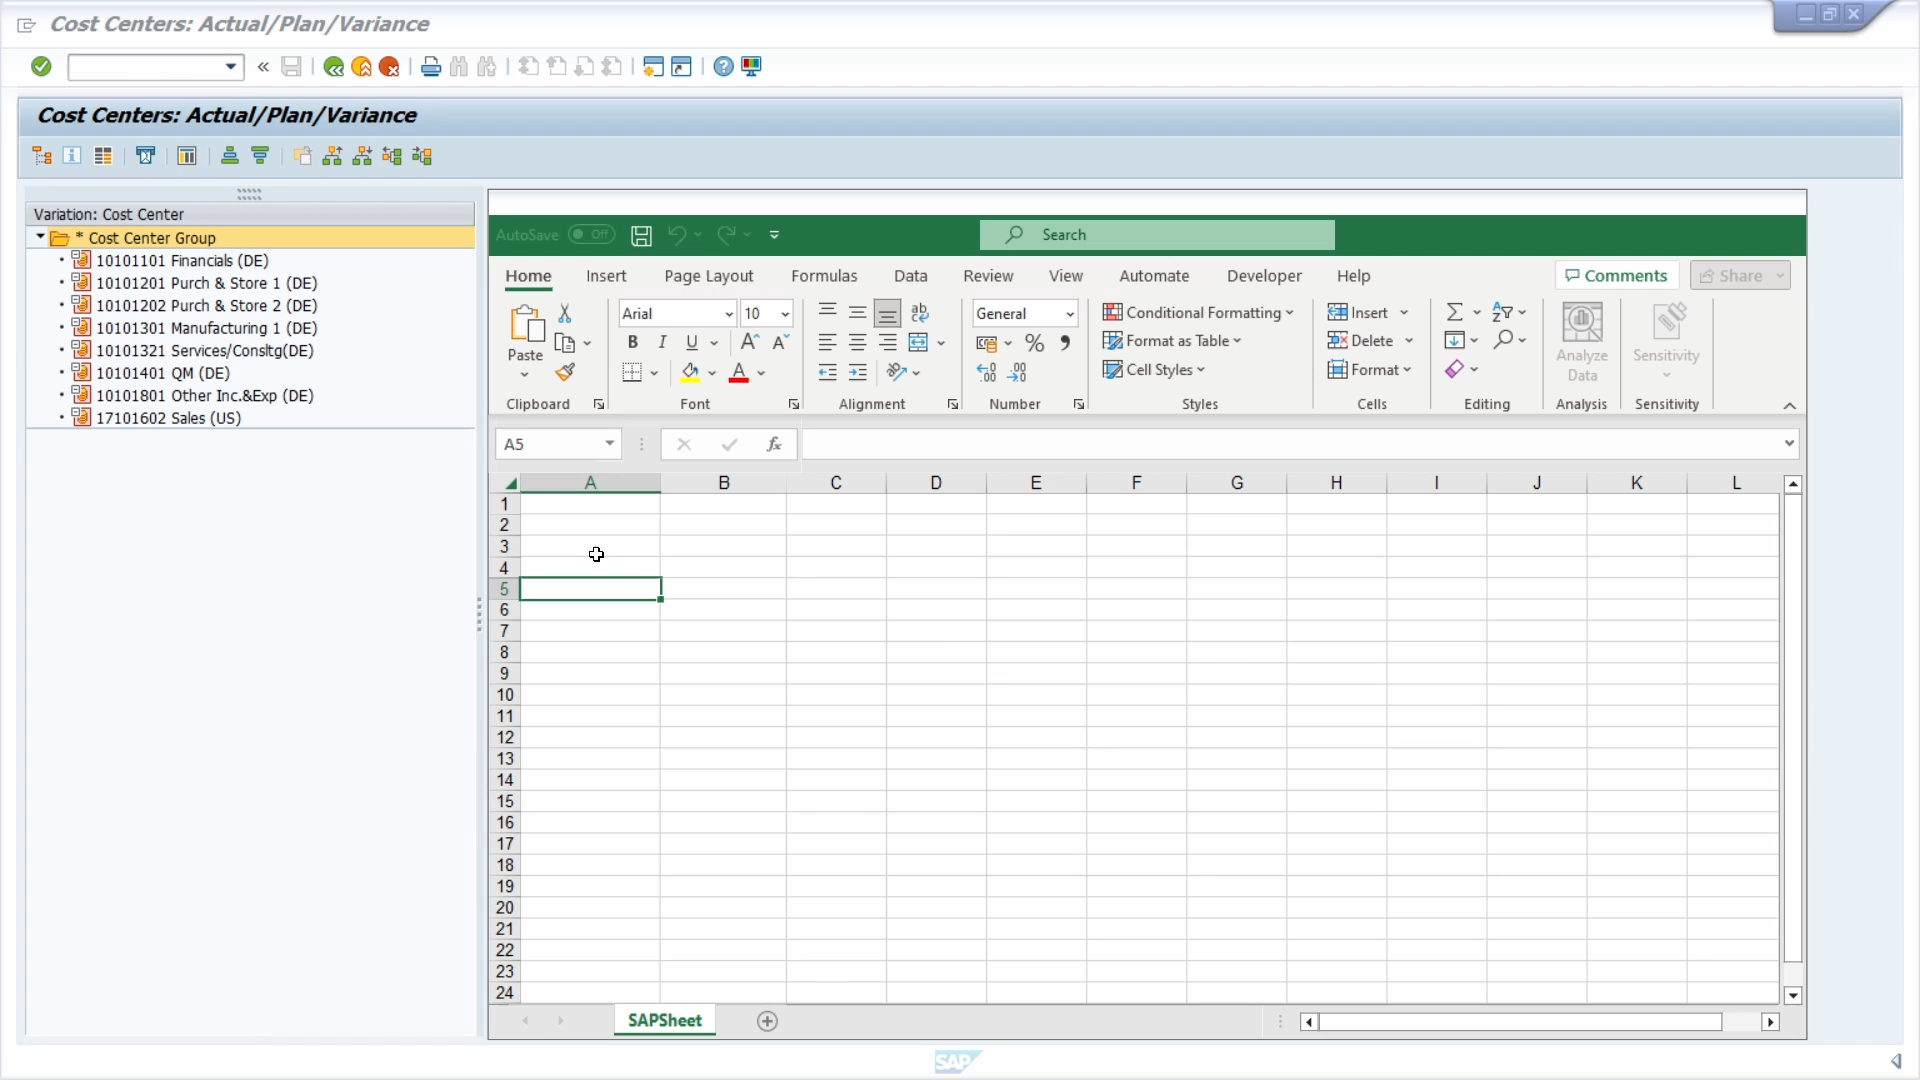 Cost Centers: Actual/Plan/Variance
Cost Centers: Actual/Plan/Variance
Variation: Cost Center
* Cost Center Group
10101101 Financials (DE)
10101201 Purch & Store 1 (DE)
10101202 Purch & Store 2 (DE)
10101301 Manufacturing 1 (DE)
10101321 Services/Consltg(DE)
10101401 QM (DE)
10101801 Other Inc.&Exp (DE)
17101602 Sales (US)
AutoSave Off Search
Home Insert Page Layout Formulas Data Review View Automate Developer Help Comments Share
Paste
Clipboard
Arial 10
B I U A A
A
Font
ab
Alignment
General
% 9
.00 .00
Number
Conditional Formatting
Format as Table
Cell Styles
Styles
Insert
Delete
Format
Cells
Editing
Analyze
Data
Analysis
Sensitivity
Sensitivity
A5 fx
A B C D E F G H I J K L
1
2
3
4
5
6
7
8
9
10
11
12
13
14
15
16
17
18
19
20
21
22
23
24
SAPSheet
SAP